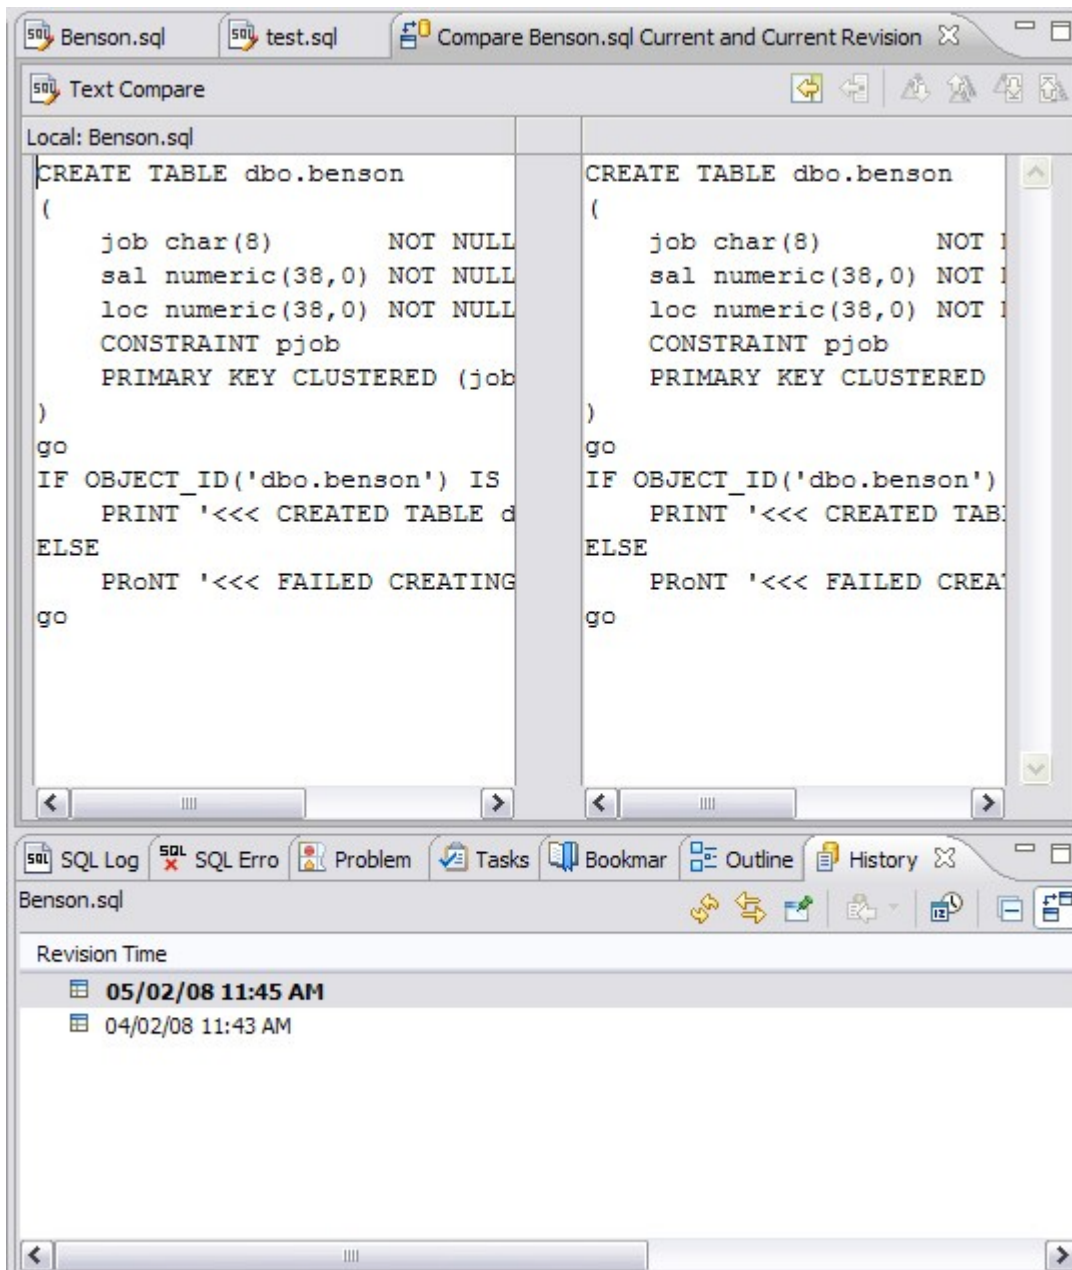 Benson.sql test.sql Compare Benson.sql Current and Current Revision
Text Compare
Local: Benson.sql
CREATE TABLE dbo.benson
(
job char(8) NOT NULL
sal numeric(38,0) NOT NULL
loc numeric(38,0) NOT NULL
CONSTRAINT pjob
PRIMARY KEY CLUSTERED (job
)
go
IF OBJECT_ID('dbo.benson') IS
PRINT '<<< CREATED TABLE d
ELSE
PRoNT '<<< FAILED CREATING
go
CREATE TABLE dbo.benson
(
job char(8) NOT
sal numeric(38,0) NOT
loc numeric(38,0) NOT
CONSTRAINT pjob
PRIMARY KEY CLUSTERED
)
go
IF OBJECT_ID('dbo.benson')
PRINT '<<< CREATED TAB
ELSE
PRoNT '<<< FAILED CREA
go
SQL Log SQL Erro Problem Tasks Bookmar Outline History
Benson.sql
Revision Time
05/02/08 11:45 AM
04/02/08 11:43 AM